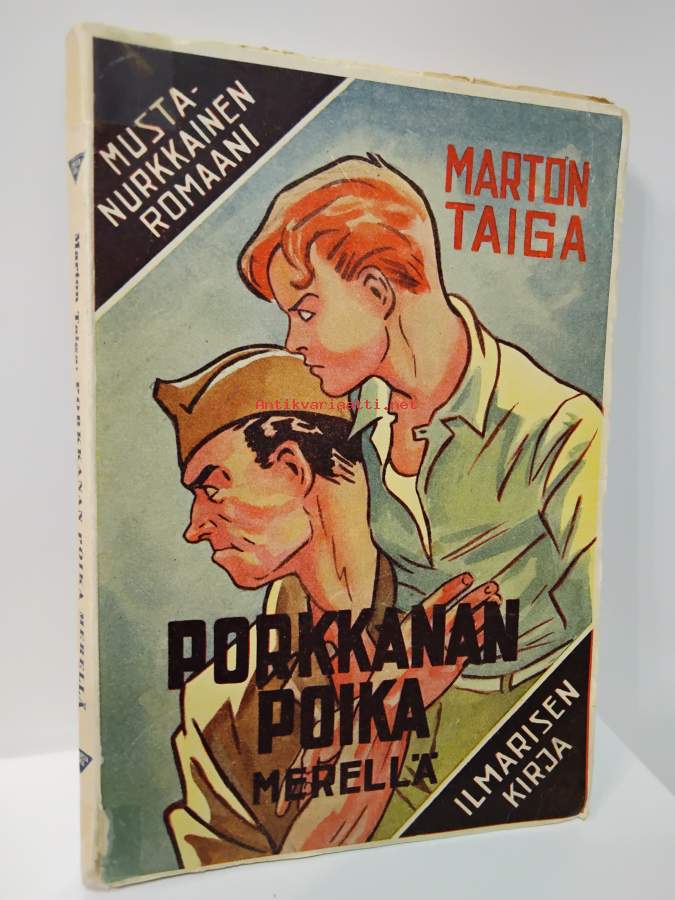 MUSTA-
NURKKAINEN
ROMAANI
MARTON
TAIGA
Antikvariaatti.net
PORKKANAN
POIKA
MERELLÄ
ILMARISEN
KIRJA
Marton Taiga: PORKKANAN POIKA MERELLÄ